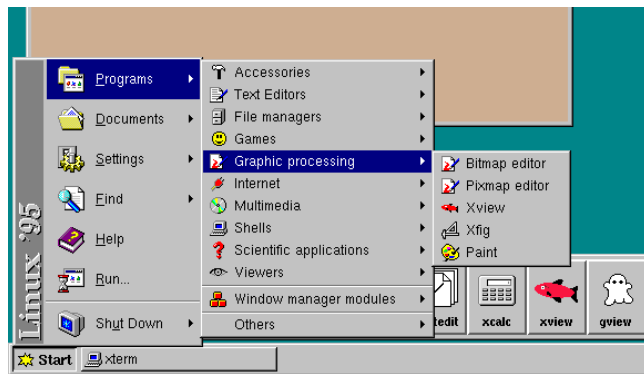 Programs
Documents
Settings
Find
Help
Run...
Shut Down
Linux '95
Accessories
Text Editors
File managers
Games
Graphic processing
Internet
Multimedia
Shells
Scientific applications
Viewers
Window manager modules
Others
Bitmap editor
Pixmap editor
Xview
Xfig
Paint
tedit
xcalc
xview
gview
Start
xterm